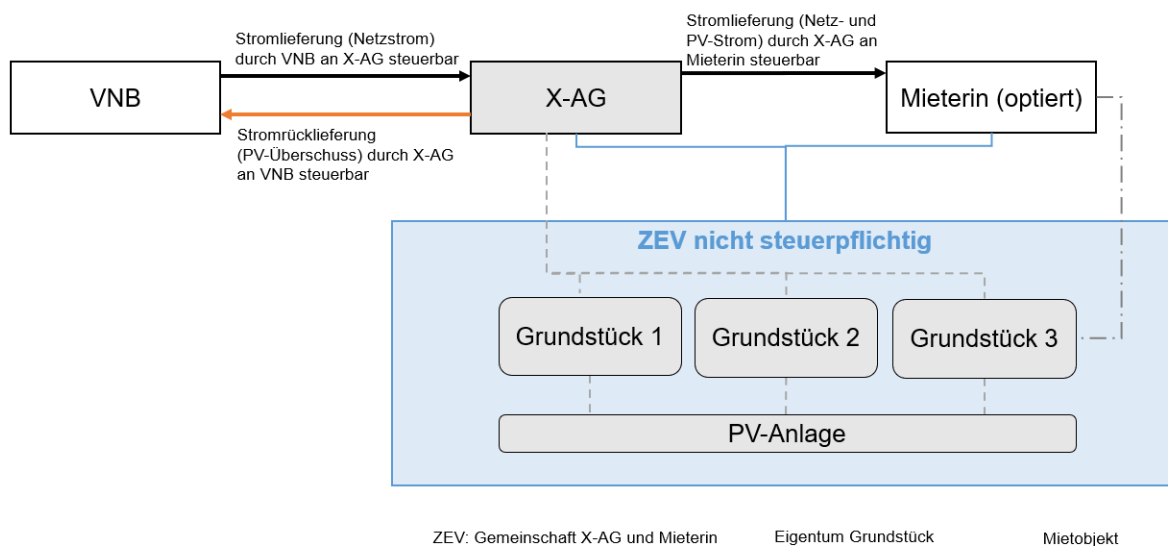 Stromlieferung (Netzstrom)
durch VNB an X-AG steuerbar
Stromlieferung (Netz- und
PV-Strom) durch X-AG an
Mieterin steuerbar
VNB
X-AG
Mieterin (optiert)
Stromrücklieferung
(PV-Überschuss) durch X-AG
an VNB steuerbar
ZEV nicht steuerpflichtig
Grundstück 1
Grundstück 2
Grundstück 3
PV-Anlage
ZEV: Gemeinschaft X-AG und Mieterin
Eigentum Grundstück
Mietobjekt